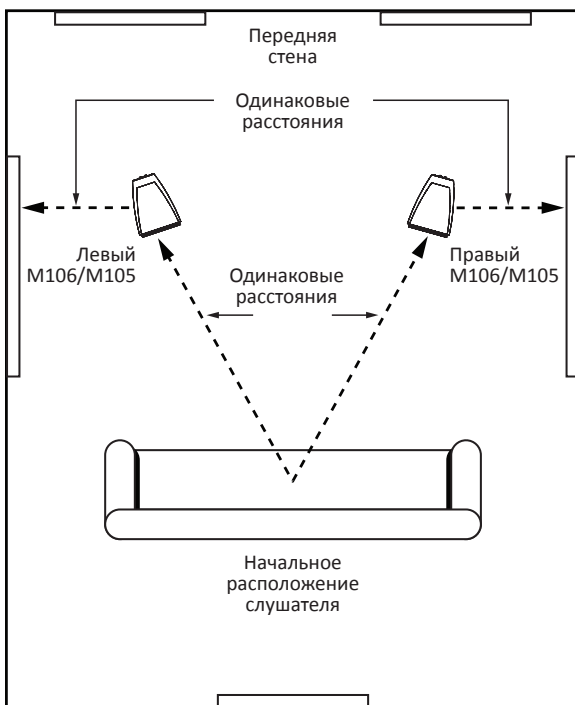 Передняя
стена
Одинаковые
расстояния
Левый
M106/M105
Правый
M106/M105
Одинаковые
расстояния
Начальное
расположение
слушателя